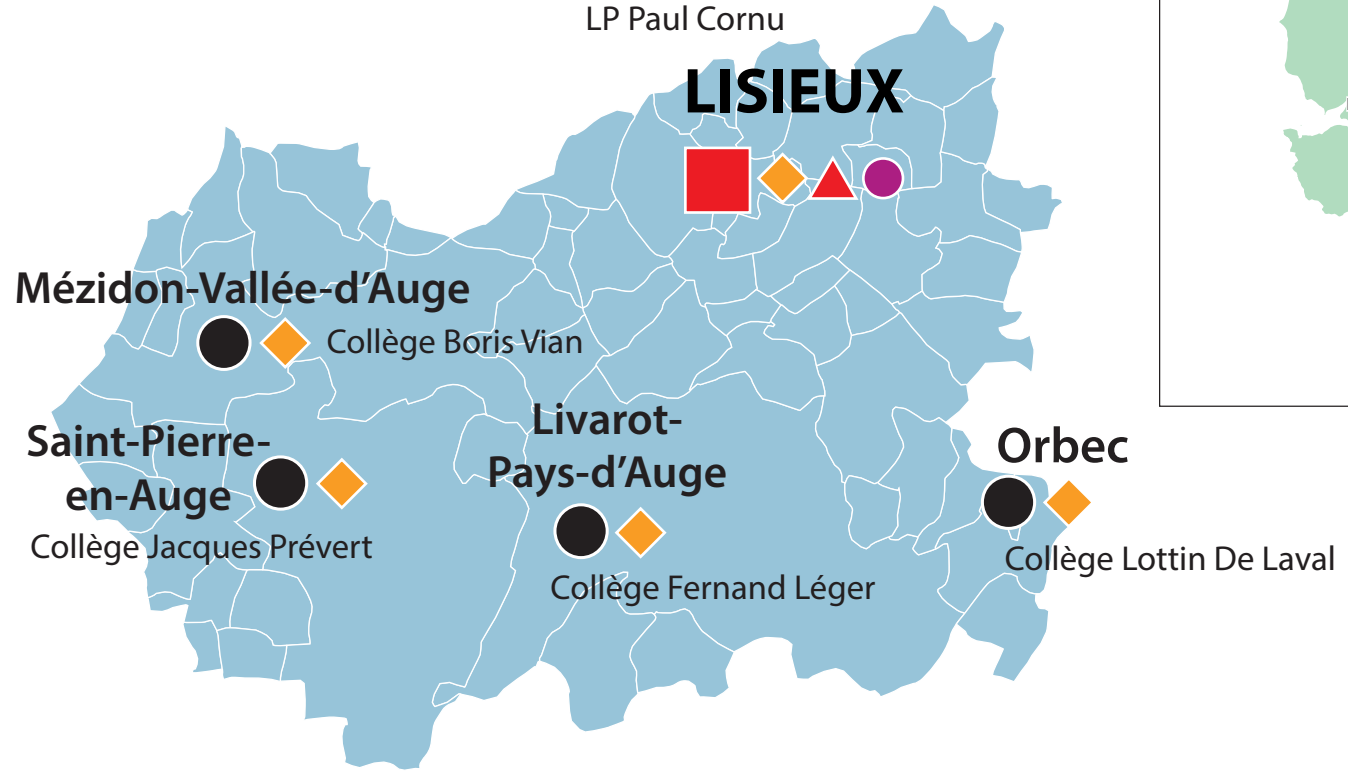 LP Paul Cornu
LISIEUX
Mézidon-Vallée-d’Auge
Collège Boris Vian
Saint-Pierre-
en-Auge
Collège Jacques Prévert
Livarot-
Pays-d’Auge
Collège Fernand Léger
Orbec
Collège Lottin De Laval